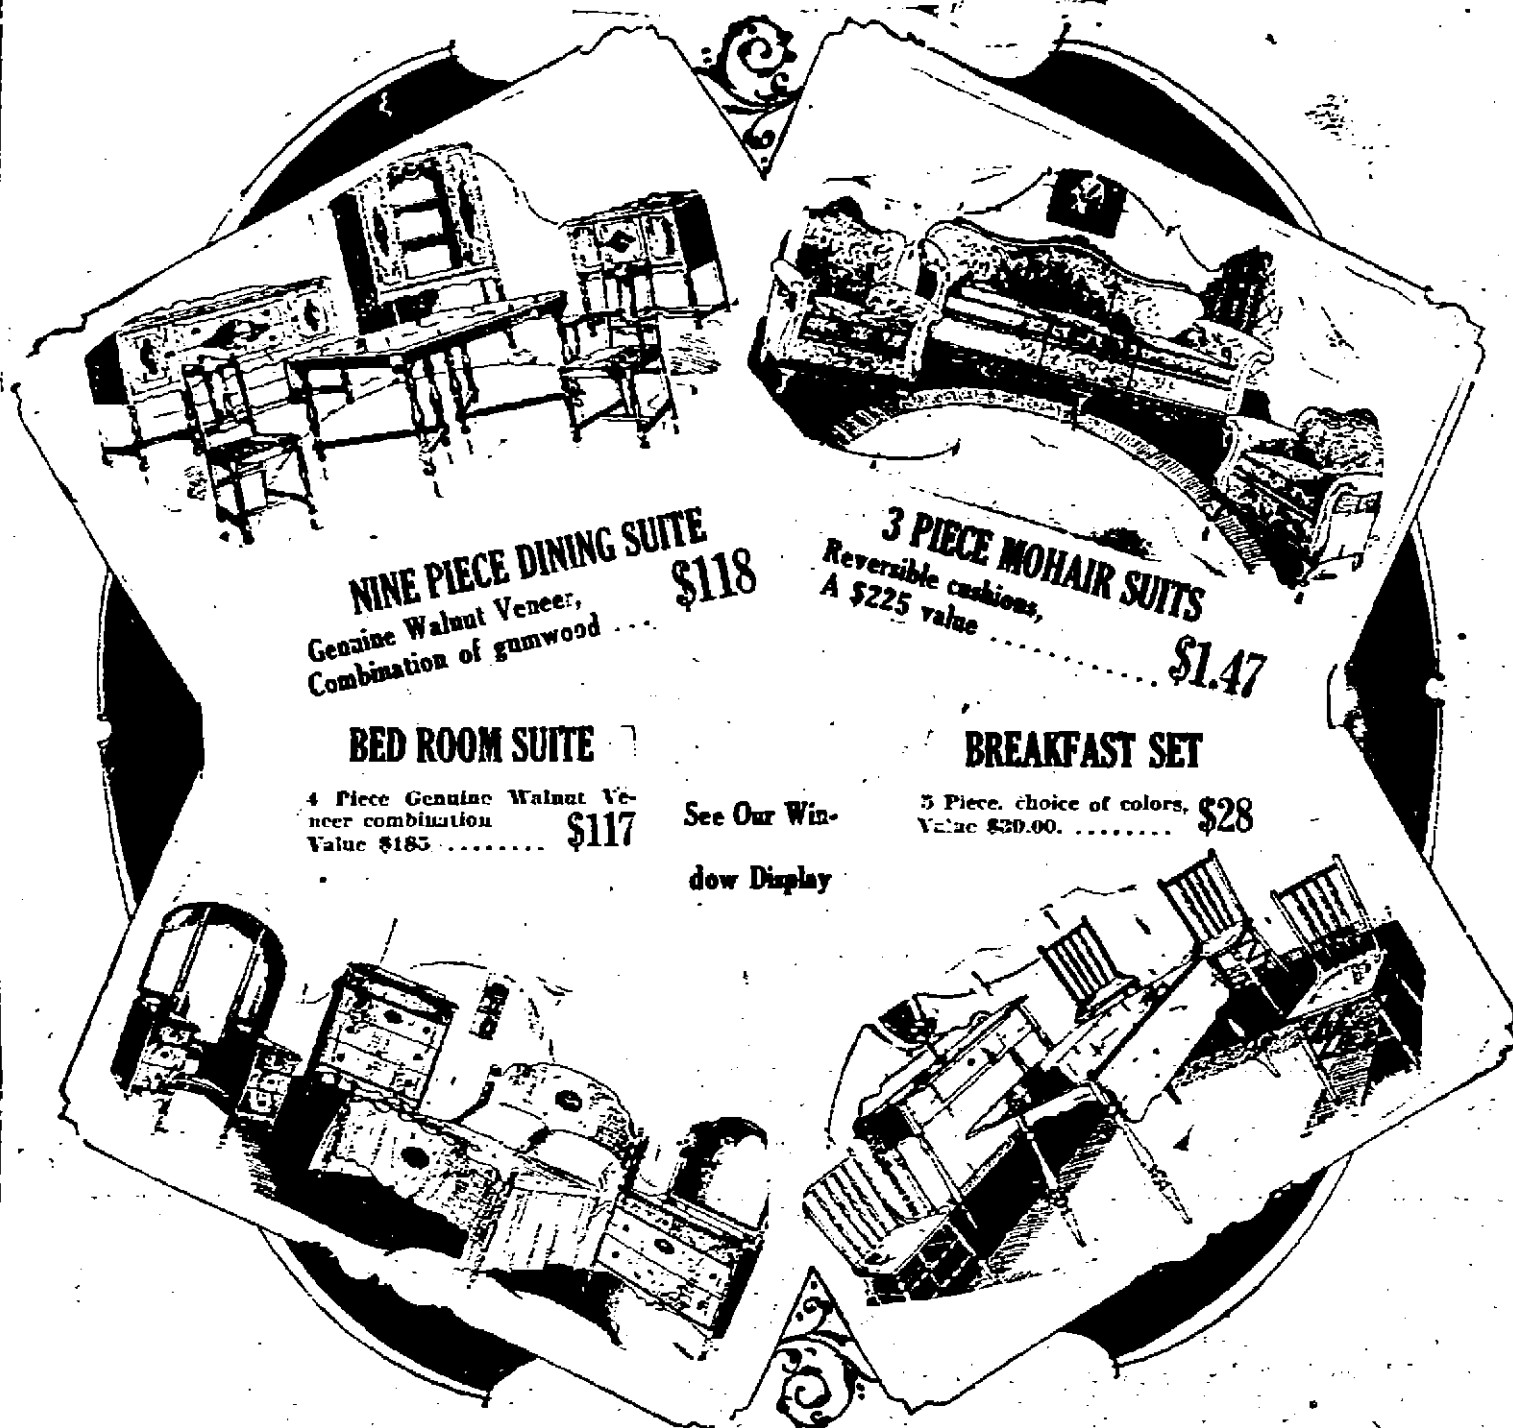 NINE PIECE DINING SUITE
Genuine Walnut Veneer,
Combination of gumwood ... $118
3 PIECE MOHAIR SUITS
Reversible cushions,
A $225 value ............ $1.47
BED ROOM SUITE
4 Piece Genuine Walnut Ve-
neer combination
Value $185 ........ $117
See Our Win-
dow Display
BREAKFAST SET
5 Piece, choice of colors,
Value ........ $28